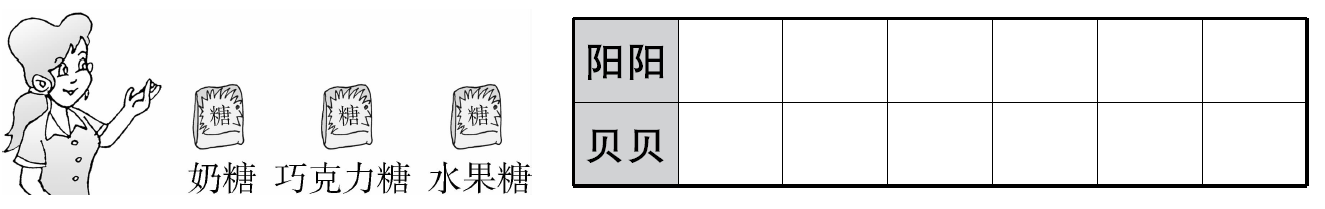 糖 糖 糖
奶糖 巧克力糖 水果糖
阳阳
贝贝